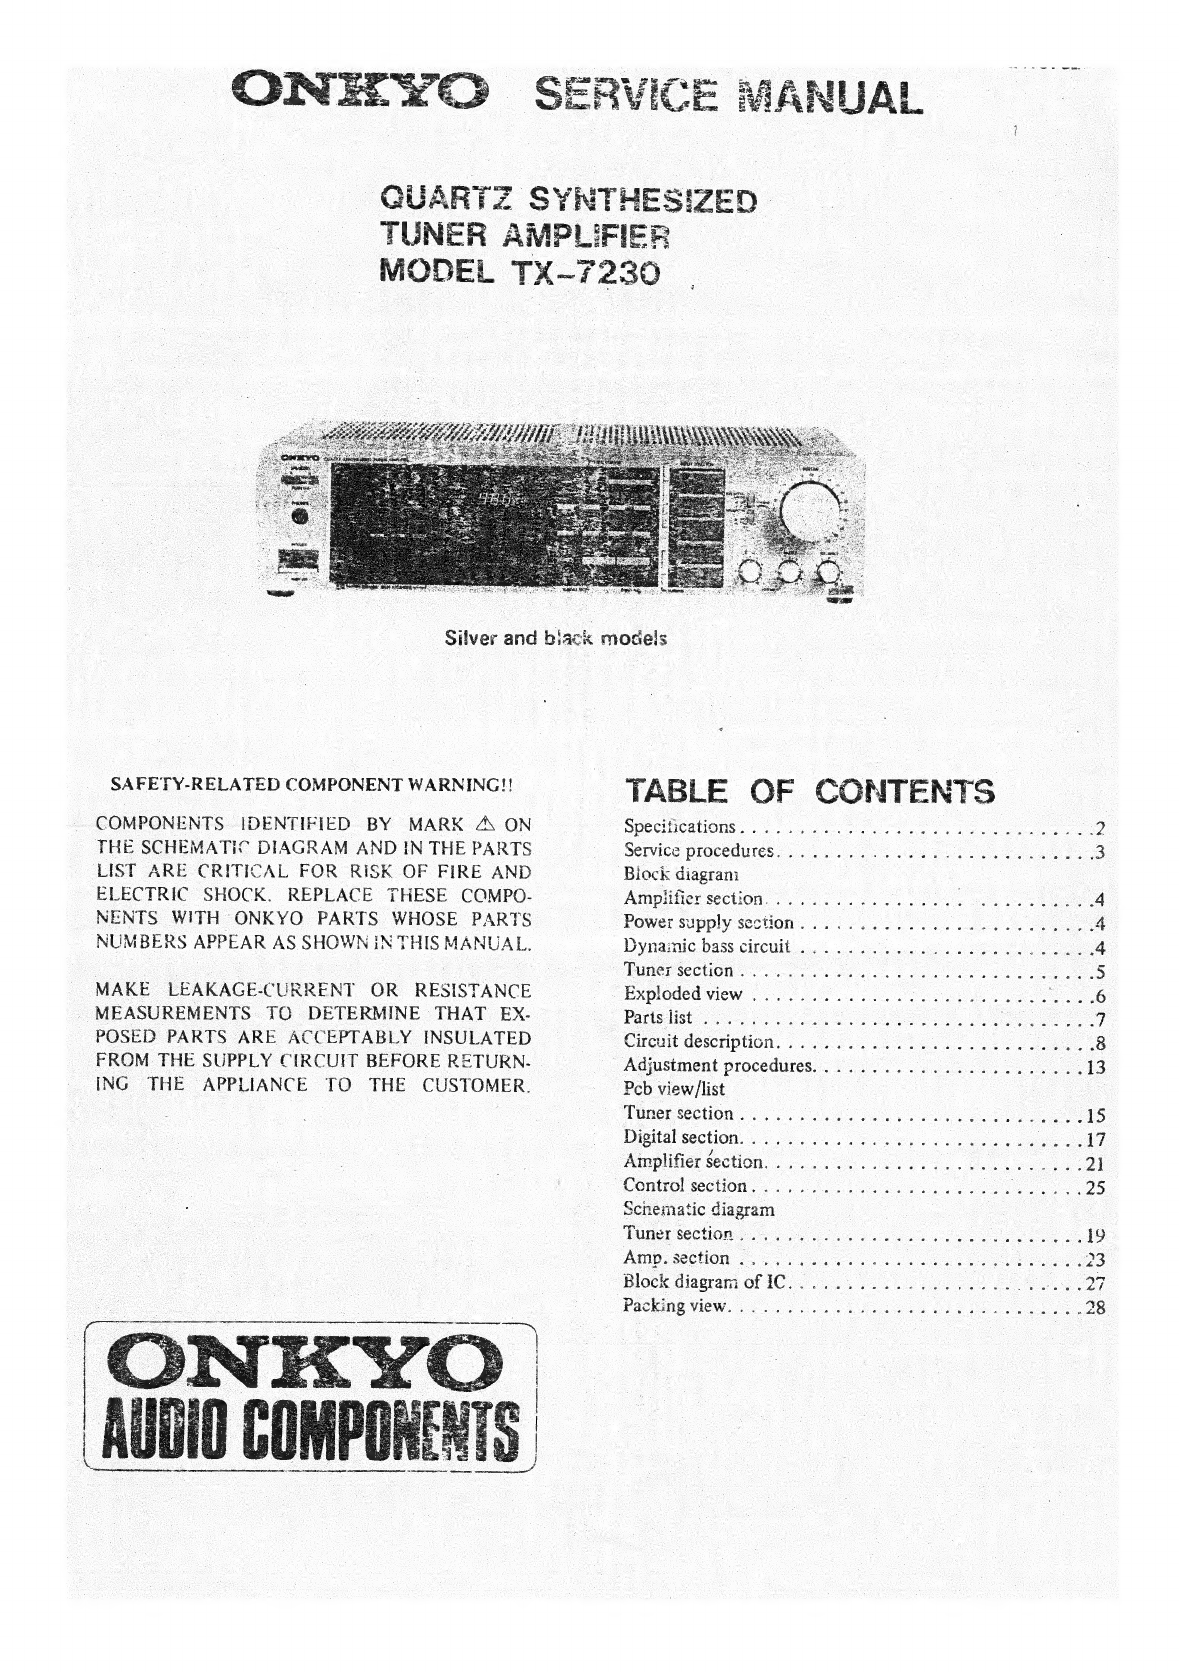 ONKYO SERVICE MANUAL
QUARTZ SYNTHESIZED
TUNER AMPLIFIER
MODEL TX-7230
ONKYO
Silver and black models
SAFETY-RELATED COMPONENT WARNING!!
COMPONENTS IDENTIFIED BY MARK ⚠ ON
THE SCHEMATIC DIAGRAM AND IN THE PARTS
LIST ARE CRITICAL FOR RISK OF FIRE AND
ELECTRIC SHOCK. REPLACE THESE COMPO-
NENTS WITH ONKYO PARTS WHOSE PARTS
NUMBERS APPEAR AS SHOWN IN THIS MANUAL.
MAKE LEAKAGE-CURRENT OR RESISTANCE
MEASUREMENTS TO DETERMINE THAT EX-
POSED PARTS ARE ACCEPTABLY INSULATED
FROM THE SUPPLY CIRCUIT BEFORE RETURN-
ING THE APPLIANCE TO THE CUSTOMER.
TABLE OF CONTENTS
Specifications . . . . . . . . . . . . . . . . . . . . . . . . . . . . . 2
Service procedures . . . . . . . . . . . . . . . . . . . . . . . . . . 3
Block diagram
Amplifier section . . . . . . . . . . . . . . . . . . . . . . . . . . . 4
Power supply section . . . . . . . . . . . . . . . . . . . . . . . . 4
Dynamic bass circuit . . . . . . . . . . . . . . . . . . . . . . . . 4
Tuner section . . . . . . . . . . . . . . . . . . . . . . . . . . . . . 5
Exploded view . . . . . . . . . . . . . . . . . . . . . . . . . . . . 6
Parts list . . . . . . . . . . . . . . . . . . . . . . . . . . . . . . . . 7
Circuit description . . . . . . . . . . . . . . . . . . . . . . . . . . 8
Adjustment procedures . . . . . . . . . . . . . . . . . . . . . . 13
Pcb view/list
Tuner section . . . . . . . . . . . . . . . . . . . . . . . . . . . . 15
Digital section . . . . . . . . . . . . . . . . . . . . . . . . . . . . 17
Amplifier section . . . . . . . . . . . . . . . . . . . . . . . . . . 21
Control section . . . . . . . . . . . . . . . . . . . . . . . . . . . 25
Schematic diagram
Tuner section . . . . . . . . . . . . . . . . . . . . . . . . . . . . 19
Amp. section . . . . . . . . . . . . . . . . . . . . . . . . . . . . 23
Block diagram of IC . . . . . . . . . . . . . . . . . . . . . . . . 27
Packing view . . . . . . . . . . . . . . . . . . . . . . . . . . . . . 28
ONKYO
AUDIO COMPONENTS